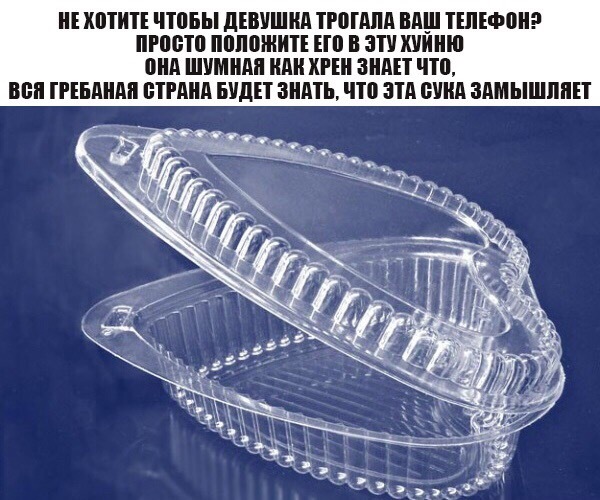 НЕ ХОТИТЕ ЧТОБЫ ДЕВУШКА ТРОГАЛА ВАШ ТЕЛЕФОН?
ПРОСТО ПОЛОЖИТЕ ЕГО В ЭТУ ХУЙНЮ
ОНА ШУМНАЯ КАК ХРЕН ЗНАЕТ ЧТО,
ВСЯ ГРЕБАНАЯ СТРАНА БУДЕТ ЗНАТЬ, ЧТО ЭТА СУКА ЗАМЫШЛЯЕТ